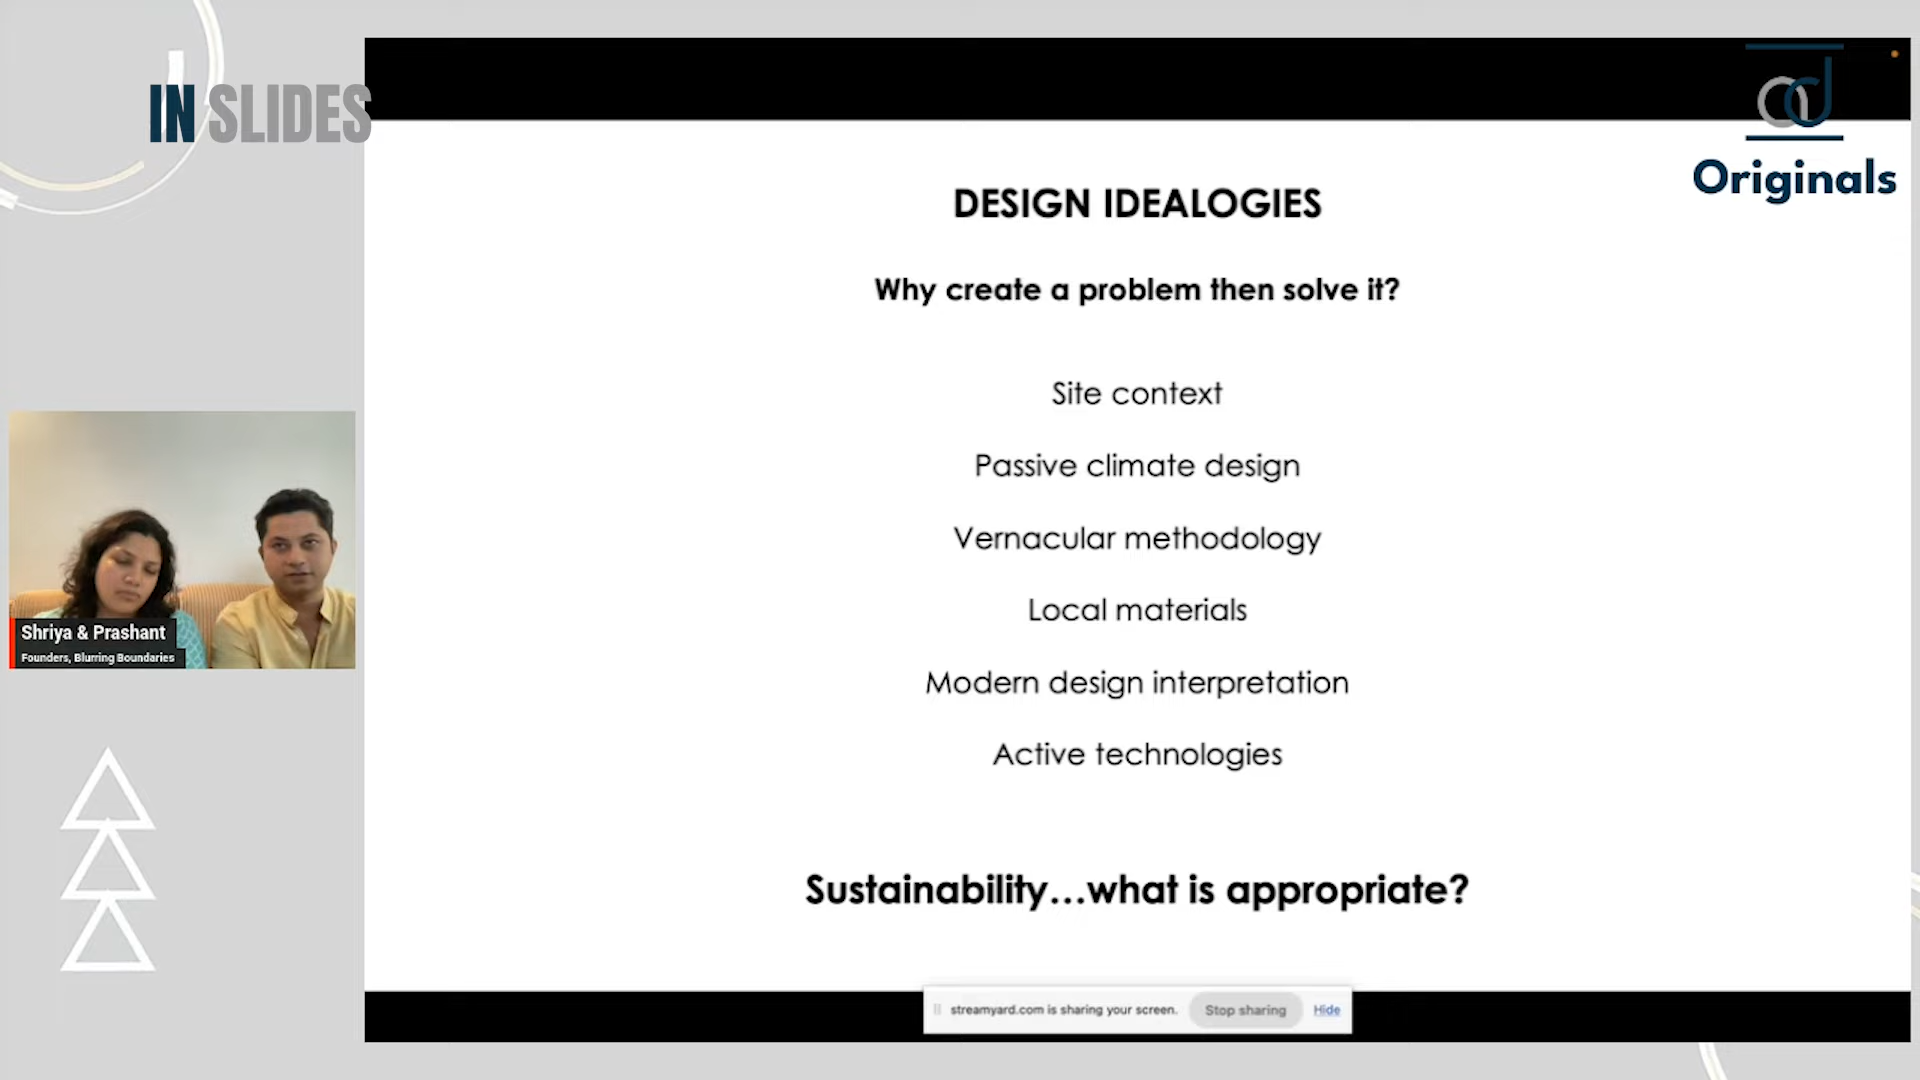 IN SLIDES
ad
Originals
DESIGN IDEALOGIES
Why create a problem then solve it?
Site context
Passive climate design
Vernacular methodology
Local materials
Modern design interpretation
Active technologies
Sustainability...what is appropriate?
Shriya & Prashant
Founders, Blurring Boundaries
streamyard.com is sharing your screen. Stop sharing Hide